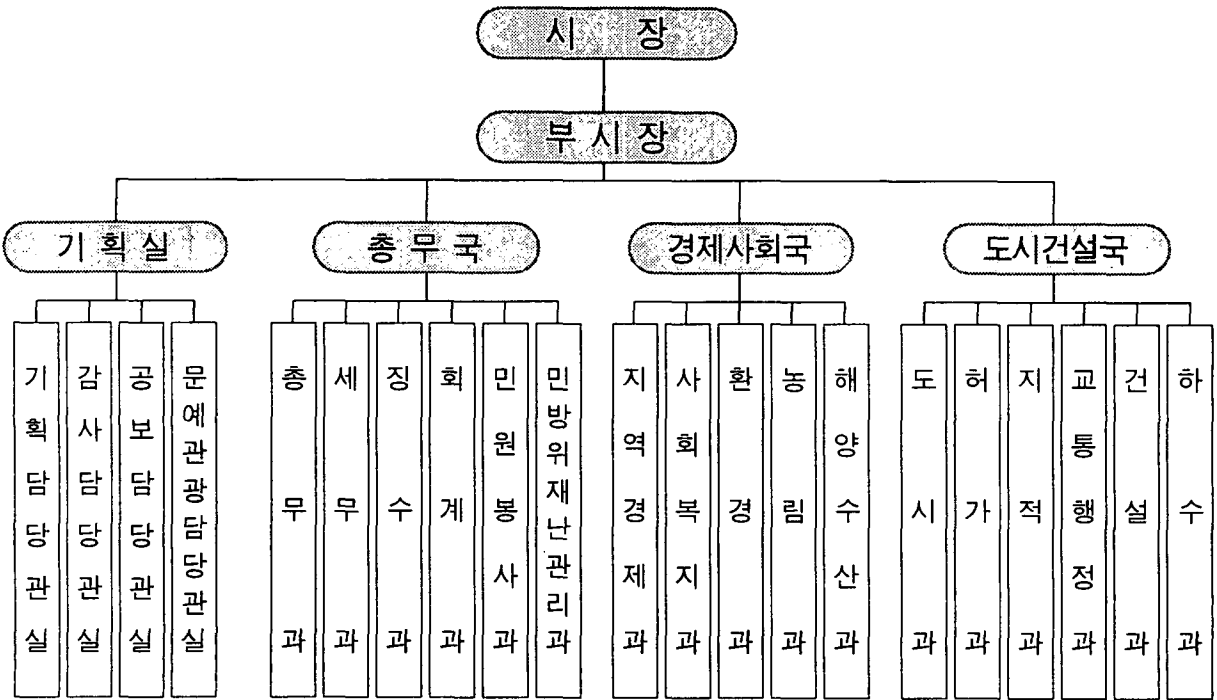 시 장
부 시 장
기 획 실
총 무 국
경제사회국
도시건설국
기획담당관실
감사담당관실
공보담당관실
문예관광담당관실
총무과
세무과
징수과
회계과
민원봉사과
민방위재난관리과
지역경제과
사회복지과
환경과
농림과
해양수산과
도시과
허가과
지적과
교통행정과
건설과
하수과